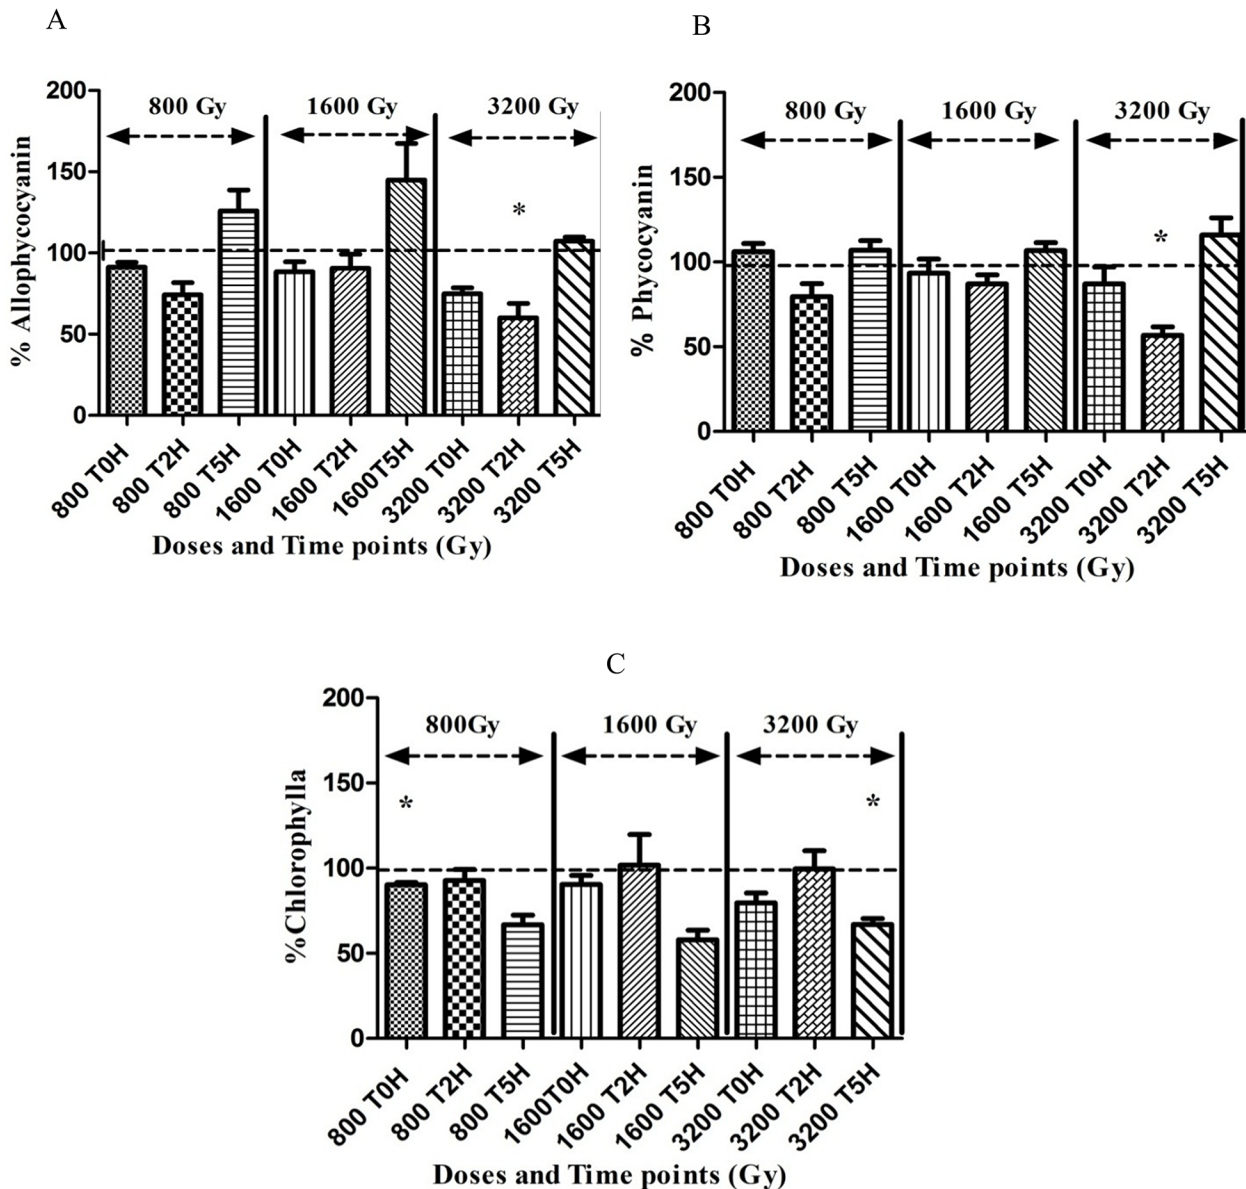 A
% Allophycocyanin
200
150
100
50
0
800 Gy
1600 Gy
3200 Gy
*
800 T0H
800 T2H
800 T5H
1600 T0H
1600 T2H
1600T5H
3200 T0H
3200 T2H
3200 T5H
Doses and Time points (Gy)
B
% Phycocyanin
200
150
100
50
0
800 Gy
1600 Gy
3200 Gy
*
800 T0H
800 T2H
800 T5H
1600 T0H
1600 T2H
1600 T5H
3200 T0H
3200 T2H
3200 T5H
Doses and Time points (Gy)
C
%Chlorophylla
200
150
100
50
0
800Gy
1600 Gy
3200 Gy
*
*
800 T0H
800 T2H
800 T5H
1600T0H
1600 T2H
1600 T5H
3200 T0H
3200 T2H
3200 T5H
Doses and Time points (Gy)